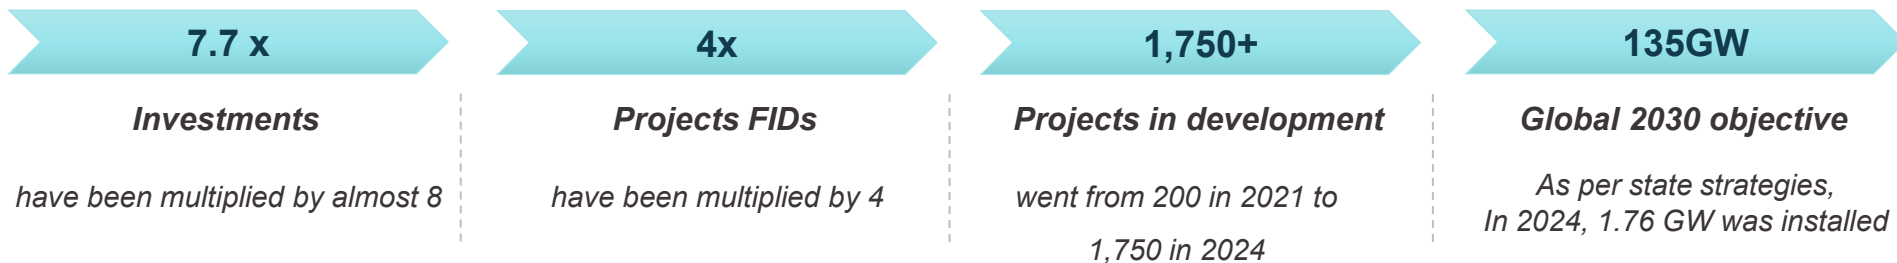 7.7 x
Investments
have been multiplied by almost 8
4x
Projects FIDs
have been multiplied by 4
1,750+
Projects in development
went from 200 in 2021 to
1,750 in 2024
135GW
Global 2030 objective
As per state strategies,
In 2024, 1.76 GW was installed